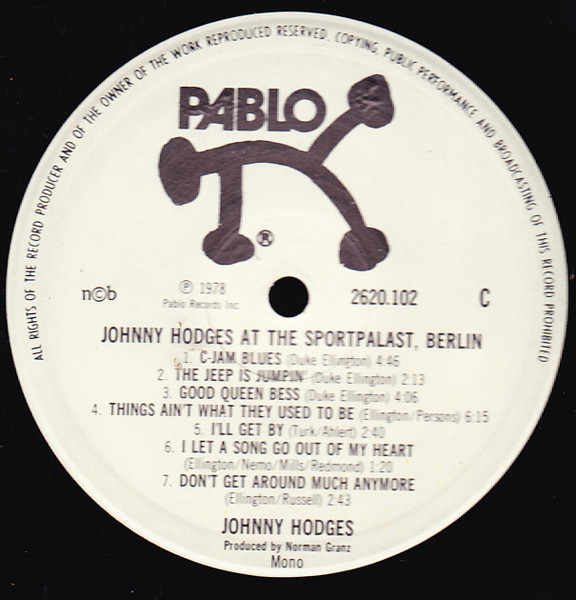 ALL RIGHTS OF THE RECORD PRODUCER AND OF THE OWNER OF THE WORK REPRODUCED RESERVED. COPYING, PUBLIC PERFORMANCE AND BROADCASTING OF THIS RECORD PROHIBITED
PABLO
®
n©b
℗ 1978
Pablo Records Inc.
2620.102
C
JOHNNY HODGES AT THE SPORTPALAST, BERLIN
1. C-JAM BLUES (Duke Ellington) 4:46
2. THE JEEP IS JUMPIN' (Duke Ellington) 2:13
3. GOOD QUEEN BESS (Duke Ellington) 4:06
4. THINGS AIN'T WHAT THEY USED TO BE (Ellington/Persons) 6:15
5. I'LL GET BY (Turk/Ahlert) 2:40
6. I LET A SONG GO OUT OF MY HEART
(Ellington/Nemo/Mills/Redmond) 1:20
7. DON'T GET AROUND MUCH ANYMORE
(Ellington/Russell) 2:43
JOHNNY HODGES
Produced by Norman Granz
Mono